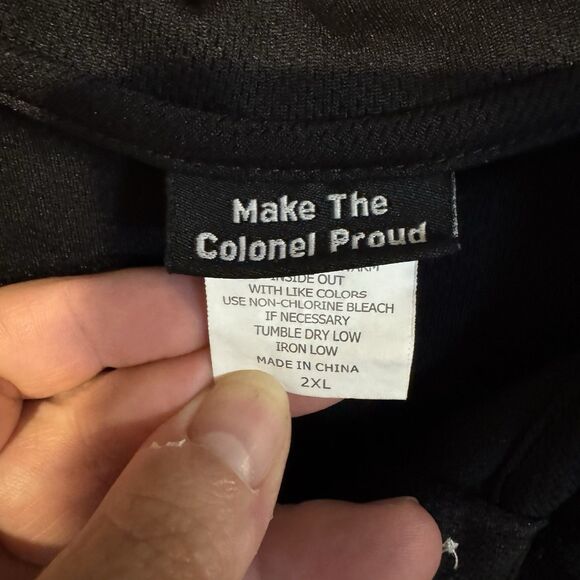 Make The
Colonel Proud
WARM
INSIDE OUT
WITH LIKE COLORS
USE NON-CHLORINE BLEACH
IF NECESSARY
TUMBLE DRY LOW
IRON LOW
MADE IN CHINA
2XL